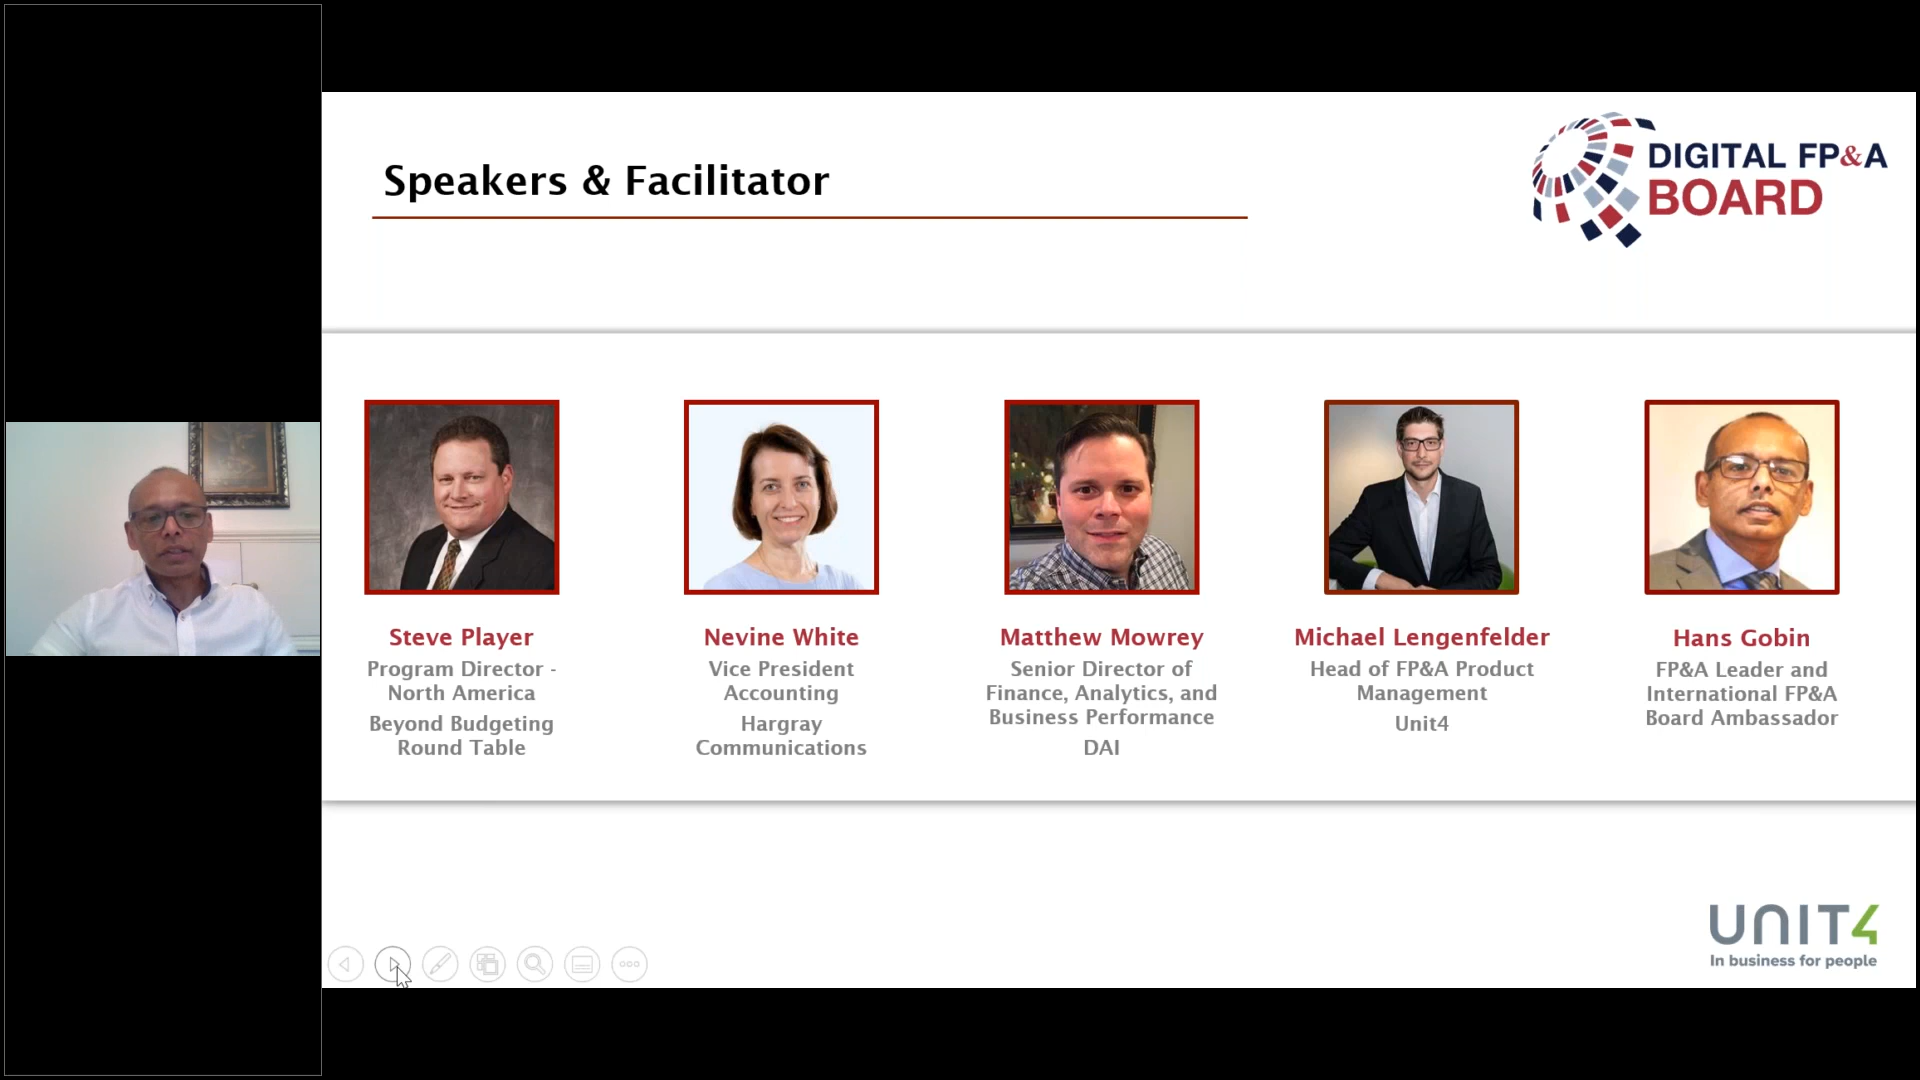 Speakers & Facilitator
DIGITAL FP&A
BOARD
Steve Player
Program Director -
North America
Beyond Budgeting
Round Table
Nevine White
Vice President
Accounting
Hargray
Communications
Matthew Mowrey
Senior Director of
Finance, Analytics, and
Business Performance
DAI
Michael Lengenfelder
Head of FP&A Product
Management
Unit4
Hans Gobin
FP&A Leader and
International FP&A
Board Ambassador
UNIT4
In business for people